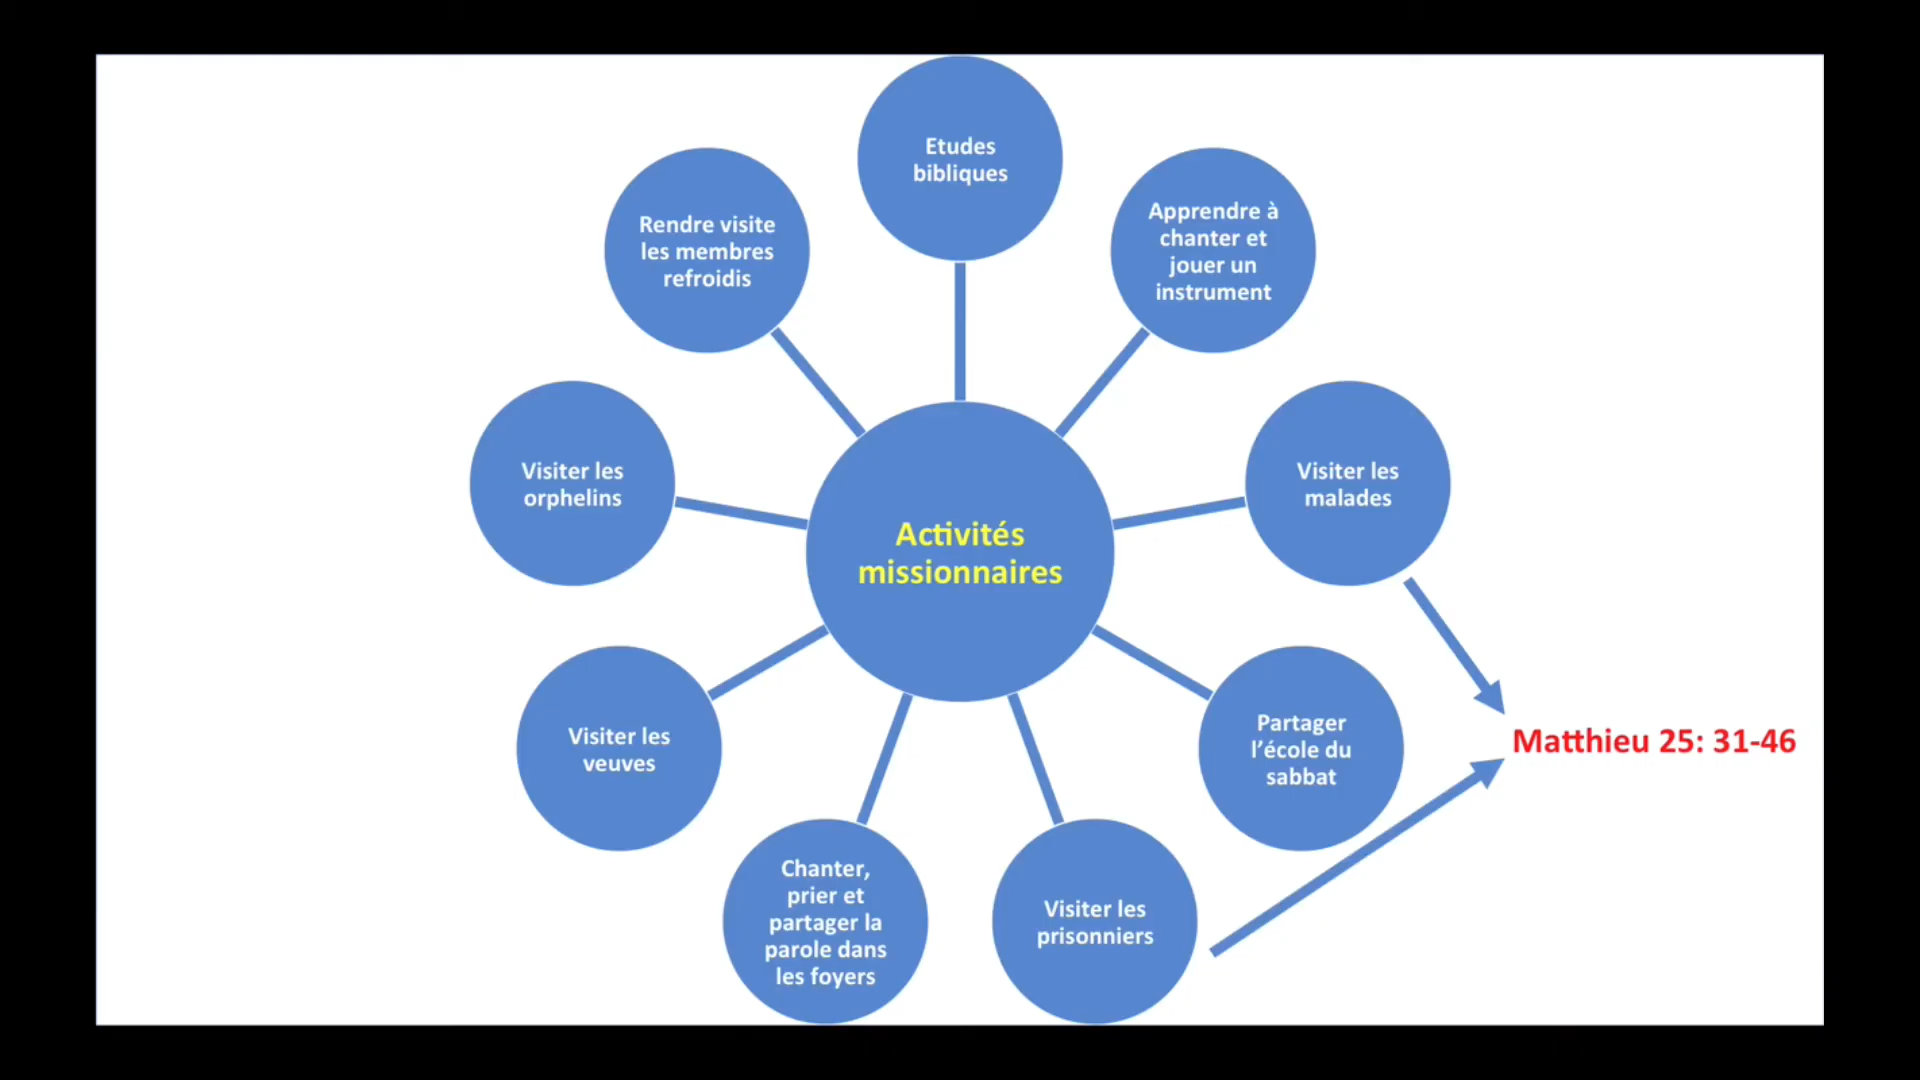 Etudes
bibliques
Apprendre à
chanter et
jouer un
instrument
Visiter les
malades
Partager
l’école du
sabbat
Visiter les
prisonniers
Chanter,
prier et
partager la
parole dans
les foyers
Visiter les
veuves
Visiter les
orphelins
Rendre visite
les membres
refroidis
Activités
missionnaires
Matthieu 25: 31-46